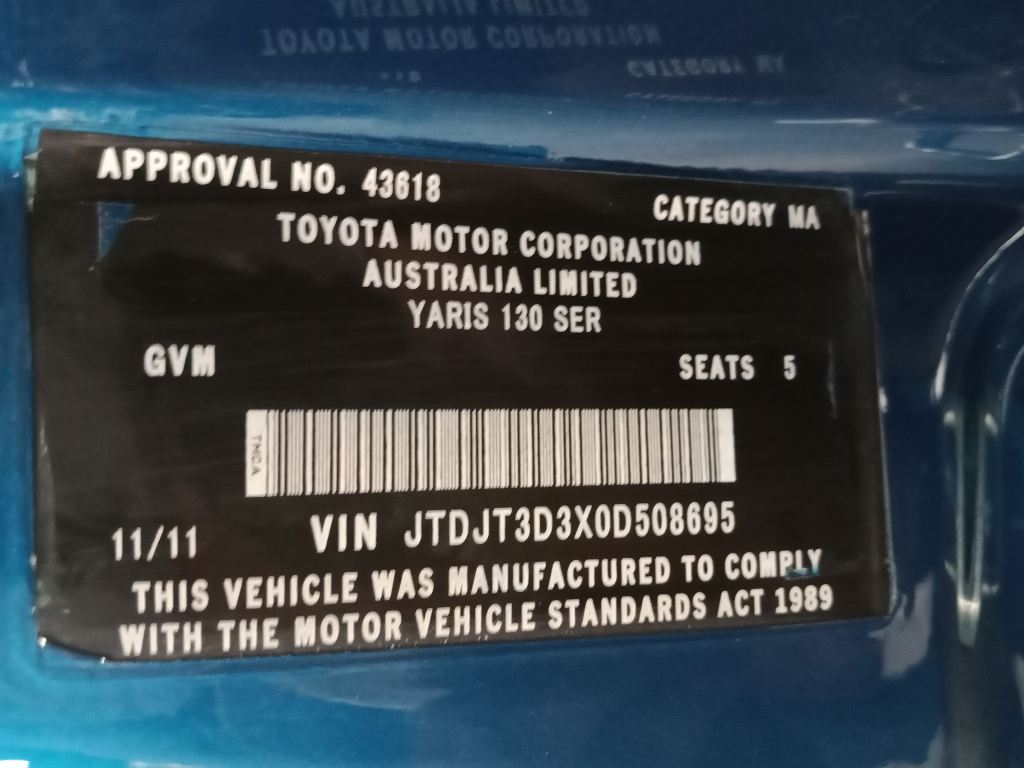 APPROVAL NO. 43618
CATEGORY MA
TOYOTA MOTOR CORPORATION
AUSTRALIA LIMITED
YARIS 130 SER
GVM
SEATS 5
TMCA
11/11
VIN JTDJT3D3X0D508695
THIS VEHICLE WAS MANUFACTURED TO COMPLY
WITH THE MOTOR VEHICLE STANDARDS ACT 1989